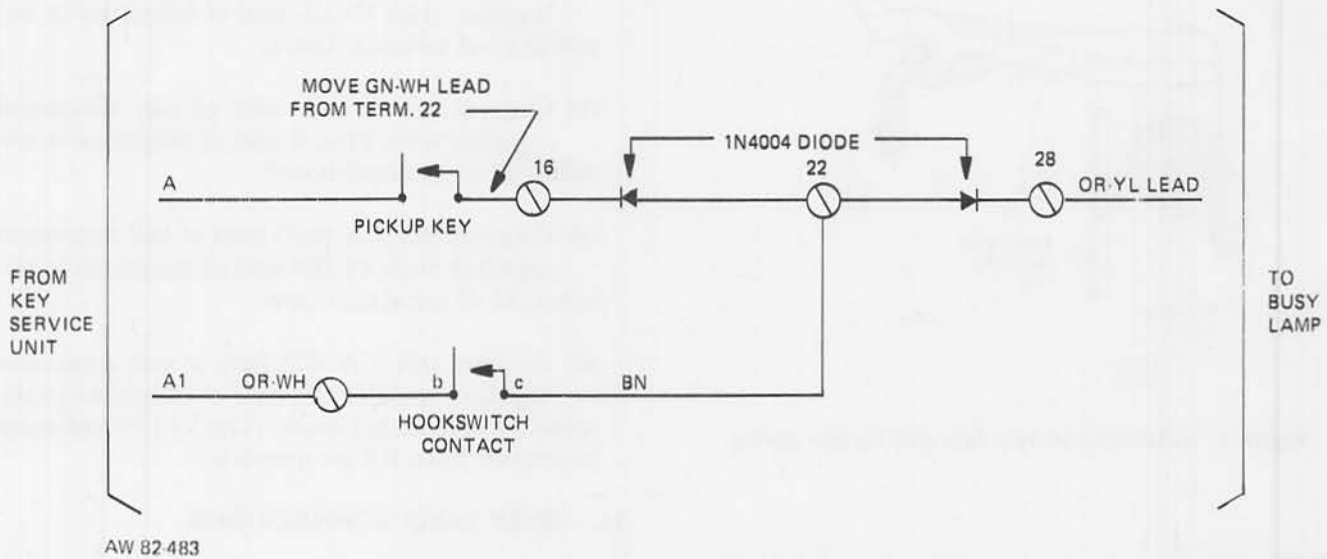 MOVE GN-WH LEAD
FROM TERM. 22
1N4004 DIODE
16
22
28
A
OR-YL LEAD
PICKUP KEY
FROM
KEY
SERVICE
UNIT
TO
BUSY
LAMP
A1
OR-WH
b
c
BN
HOOKSWITCH
CONTACT
AW 82-483